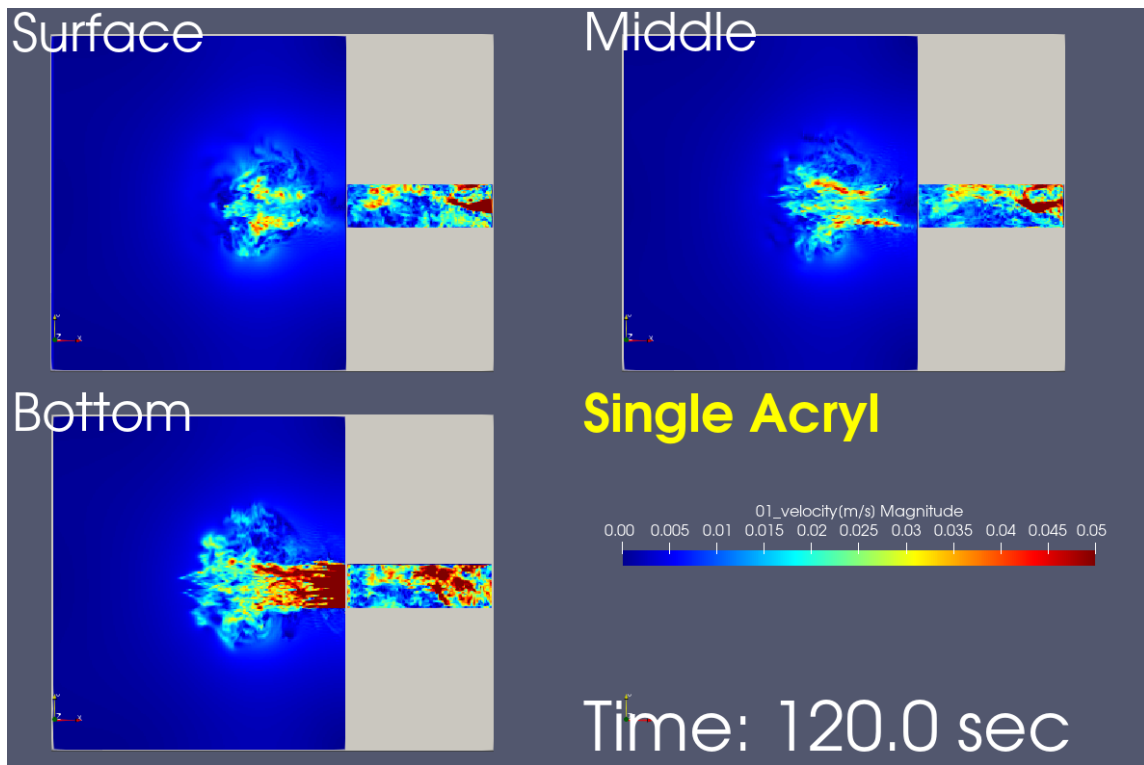 Surface
Middle
Y
Z X
Y
Z X
Bottom
Single Acryl
01_velocity(m/s) Magnitude
0.00 0.005 0.01 0.015 0.02 0.025 0.03 0.035 0.04 0.045 0.05
Y
Z X
Time: 120.0 sec